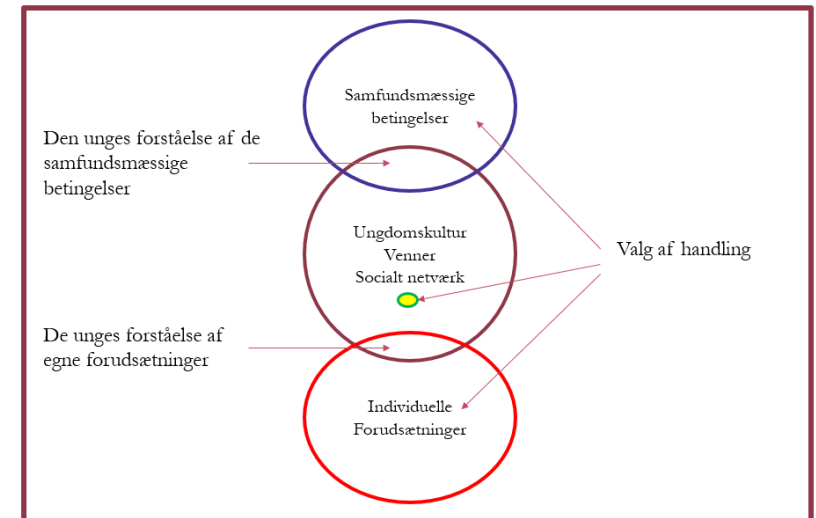 Samfundsmæssige
betingelser
Den unges forståelse af de
samfundsmæssige
betingelser
Ungdomskultur
Venner
Socialt netværk
Valg af handling
De unges forståelse af
egne forudsætninger
Individuelle
Forudsætninger